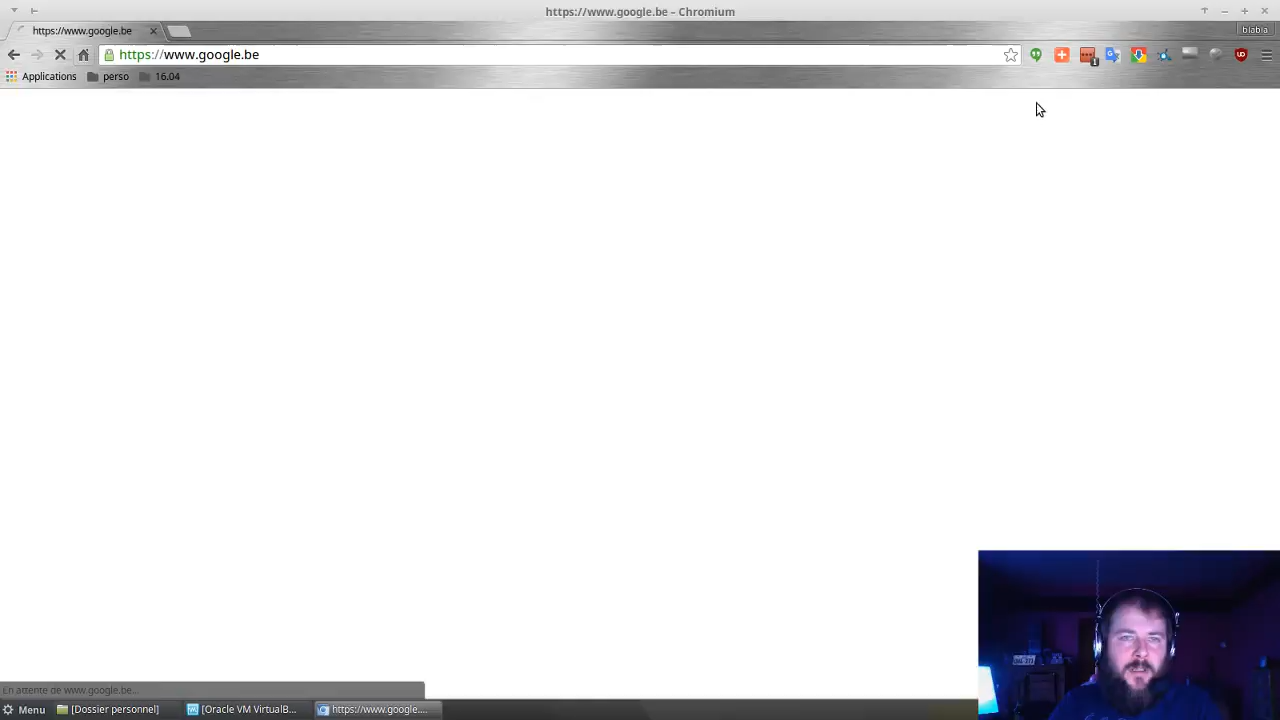 https://www.google.be - Chromium
https://www.google.be
blabla
https://www.google.be
1
Applications
perso
16.04
En attente de www.google.be...
Menu
[Dossier personnel]
[Oracle VM VirtualB...
https://www.google....